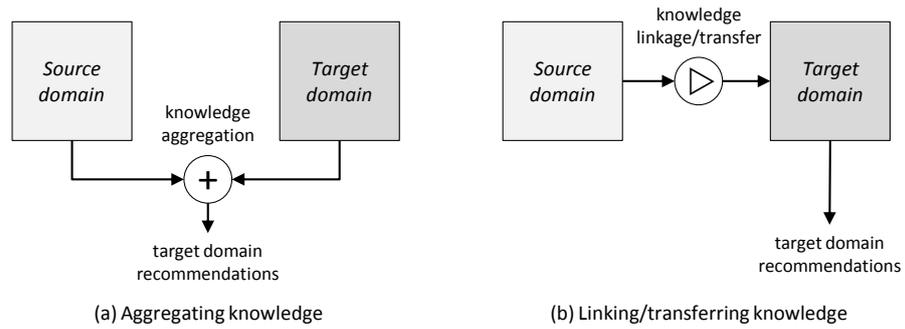 Source
domain
Target
domain
knowledge
aggregation
+
target domain
recommendations
(a) Aggregating knowledge
knowledge
linkage/transfer
Source
domain
Target
domain
target domain
recommendations
(b) Linking/transferring knowledge